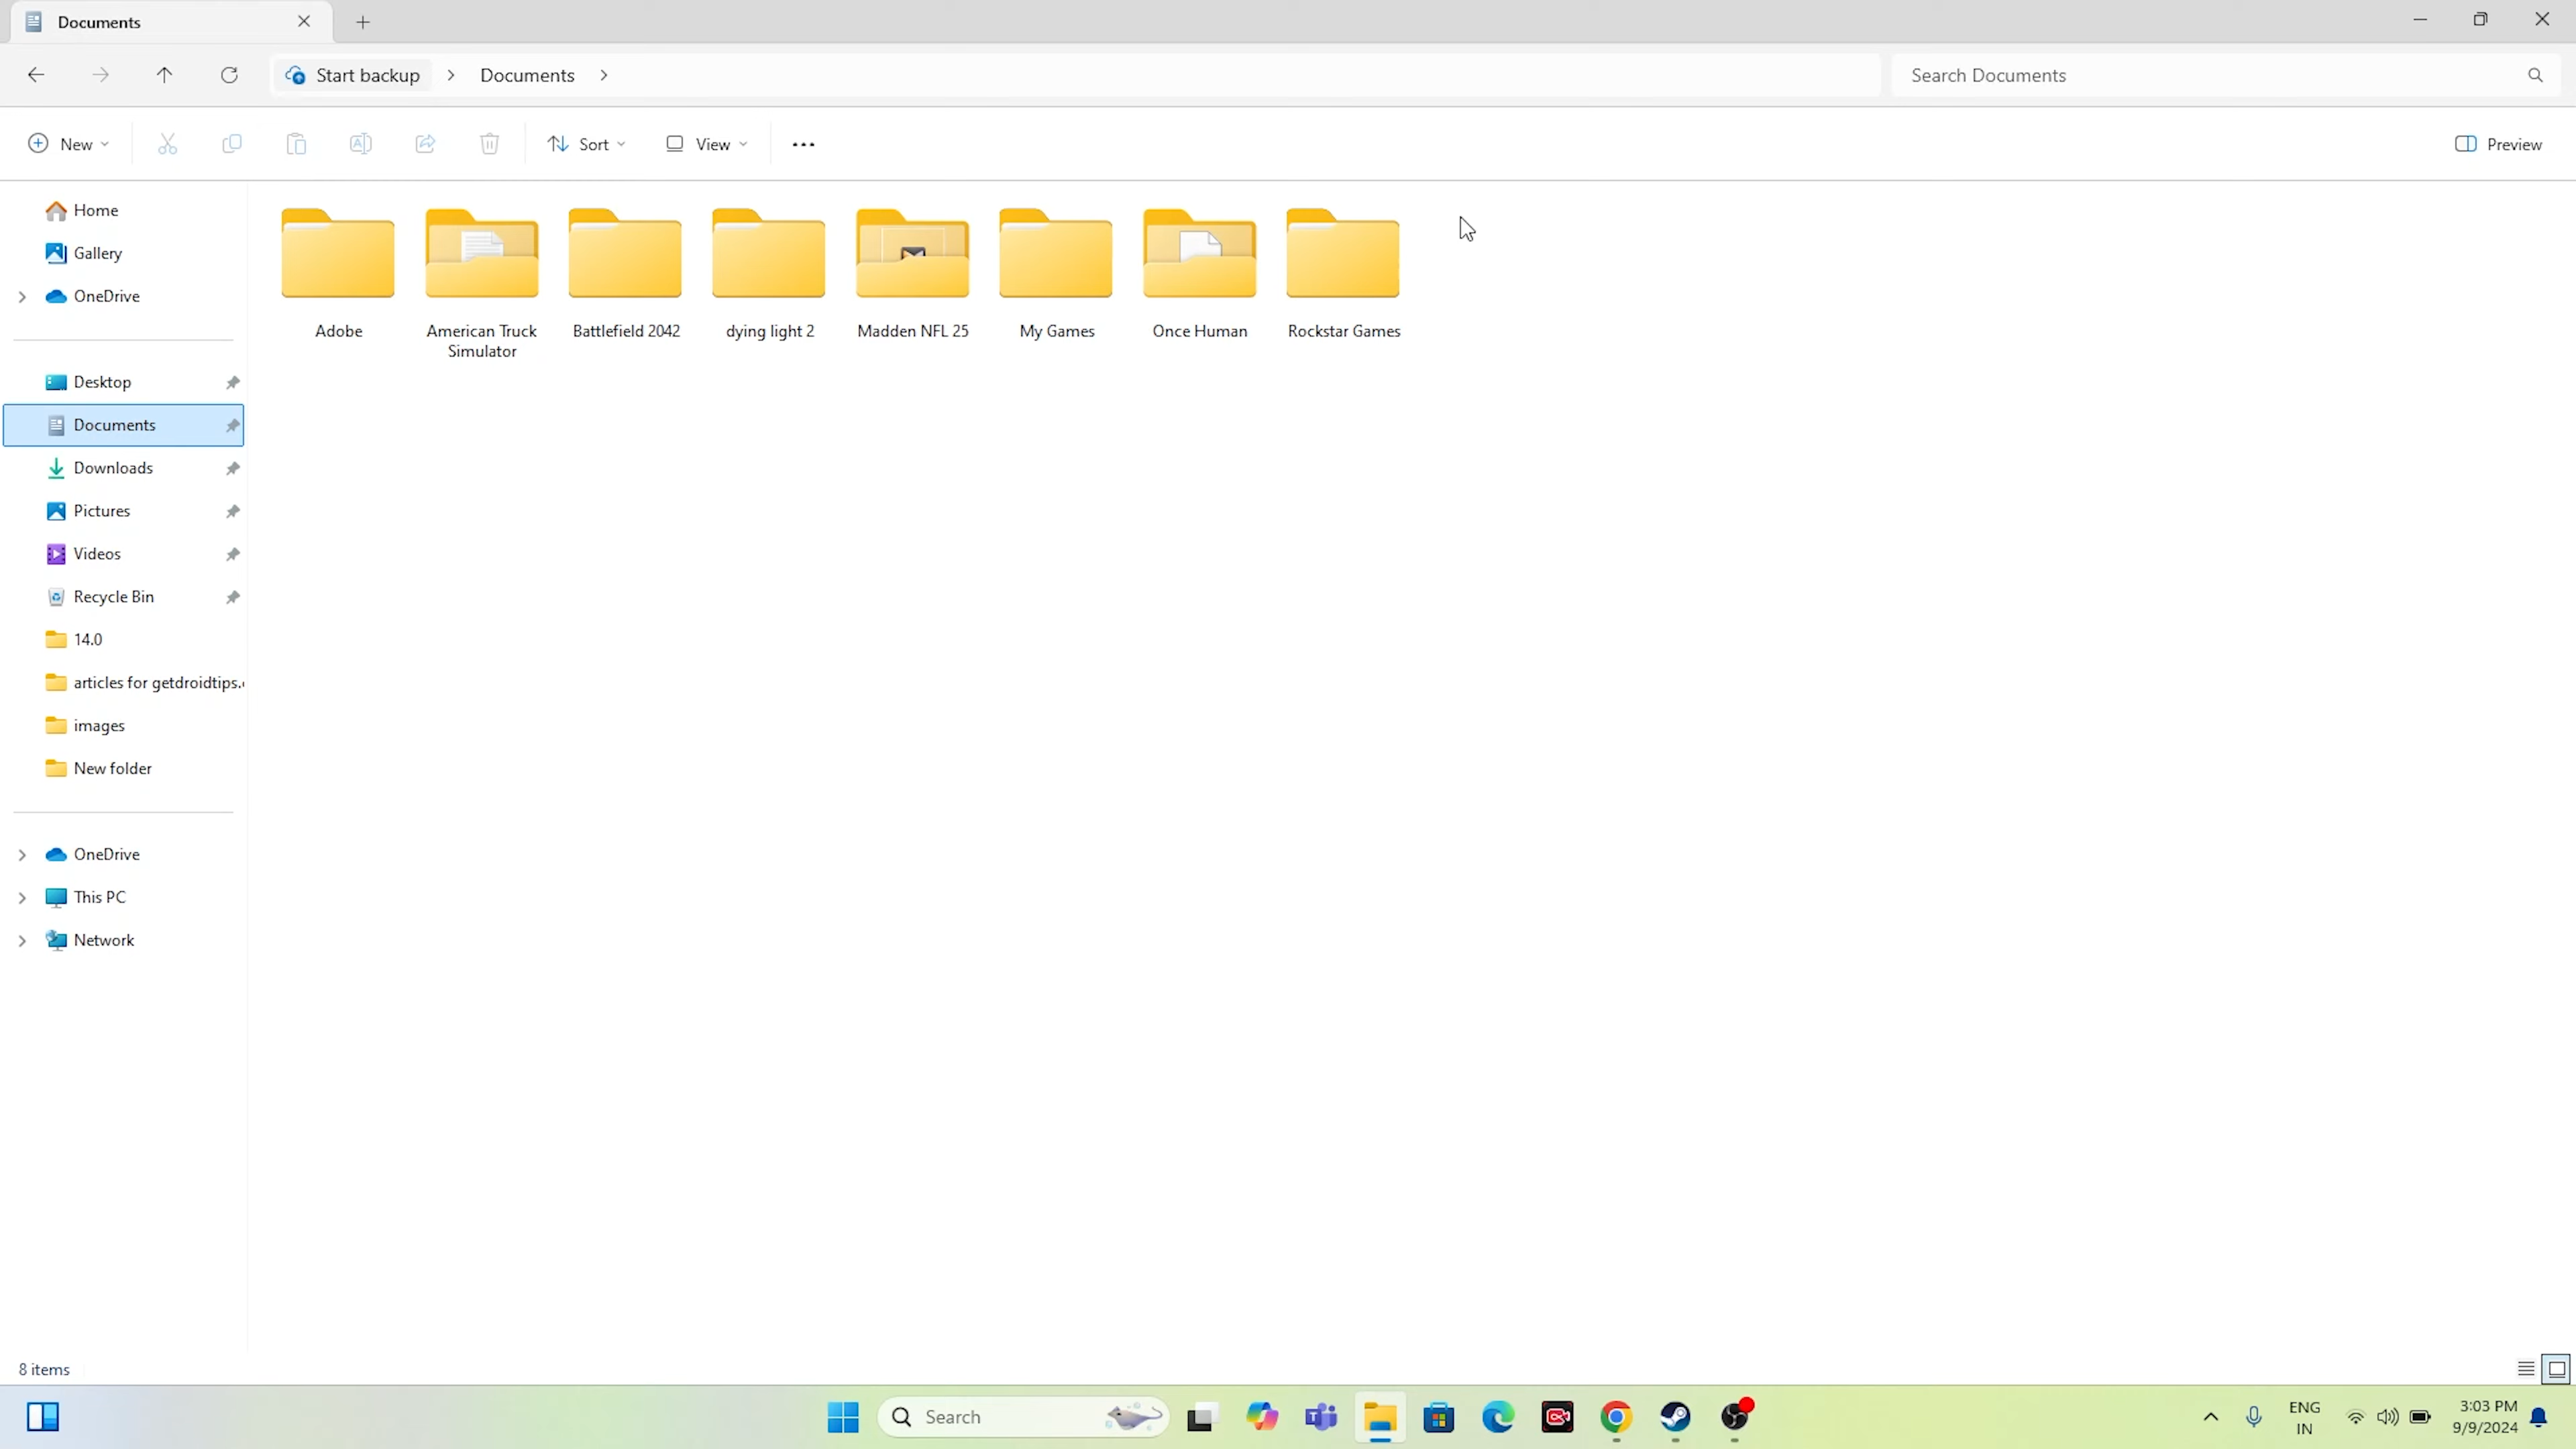 Documents
Start backup
Documents
Search Documents
New
Sort
View
Preview
Home
Gallery
OneDrive
Desktop
Documents
Downloads
Pictures
Videos
Recycle Bin
14.0
articles for getdroidtips.
images
New folder
OneDrive
This PC
Network
Adobe
American Truck
Simulator
Battlefield 2042
dying light 2
Madden NFL 25
My Games
Once Human
Rockstar Games
8 items
Search
ENG
IN
3:03 PM
9/9/2024